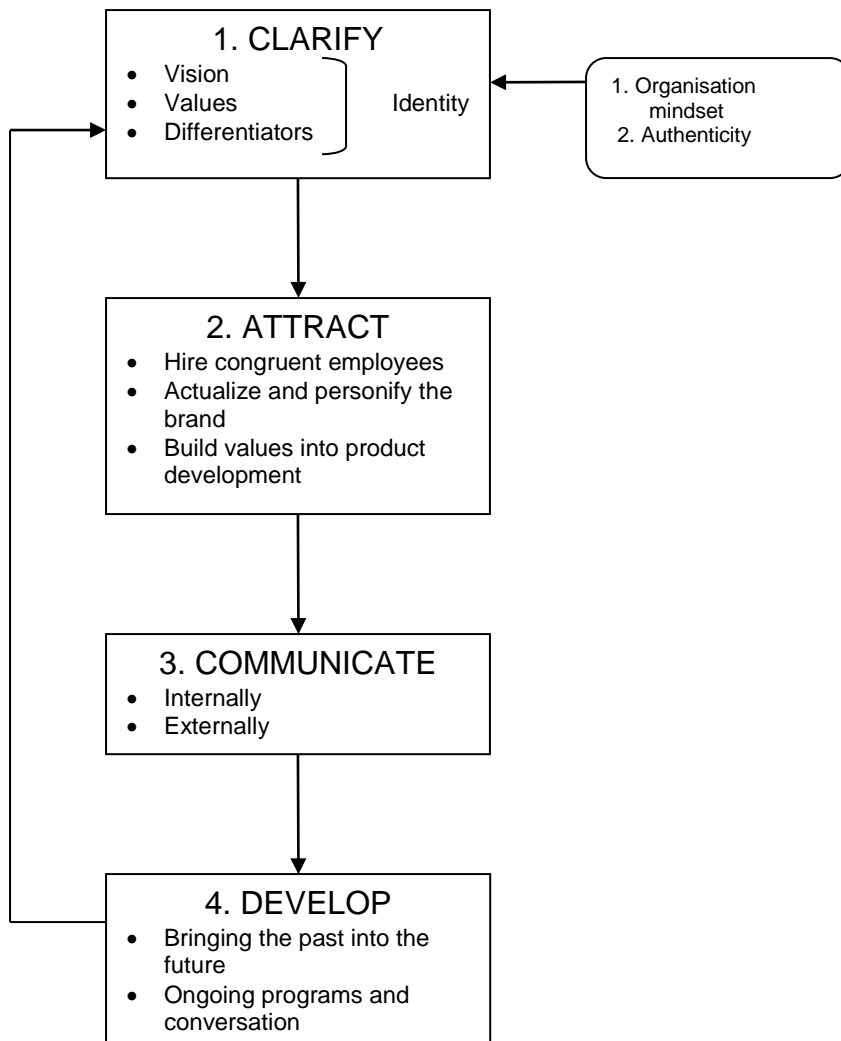 1. CLARIFY
• Vision
• Values
• Differentiators
Identity
1. Organisation
mindset
2. Authenticity
2. ATTRACT
• Hire congruent employees
• Actualize and personify the
brand
• Build values into product
development
3. COMMUNICATE
• Internally
• Externally
4. DEVELOP
• Bringing the past into the
future
• Ongoing programs and
conversation